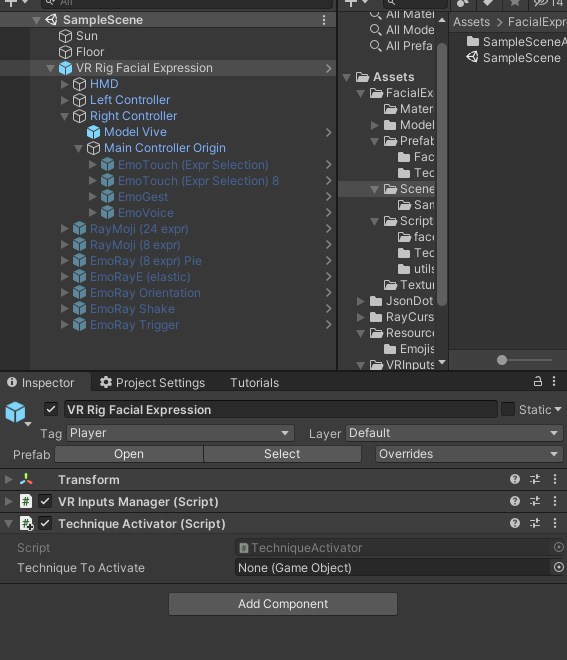 All
SampleScene
Sun
Floor
VR Rig Facial Expression
HMD
Left Controller
Right Controller
Model Vive
Main Controller Origin
EmoTouch (Expr Selection)
EmoTouch (Expr Selection) 8
EmoGest
EmoVoice
RayMoji (24 expr)
RayMoji (8 expr)
EmoRay (8 expr) Pie
EmoRayE (elastic)
EmoRay Orientation
EmoRay Shake
EmoRay Trigger
14
All Mater
All Mode
All Prefa
Assets
FacialEx
Mater
Model
Prefab
Fac
Tec
Scene
San
Script
face
Tec
utils
Textur
JsonDot
RayCurs
Resourc
Emojis
VRInputs
Assets > FacialExpr
SampleSceneA
SampleScene
Inspector Project Settings Tutorials
VR Rig Facial Expression Static
Tag Player Layer Default
Prefab Open Select Overrides
Transform
# VR Inputs Manager (Script)
# Technique Activator (Script)
Script TechniqueActivator
Technique To Activate None (Game Object)
Add Component